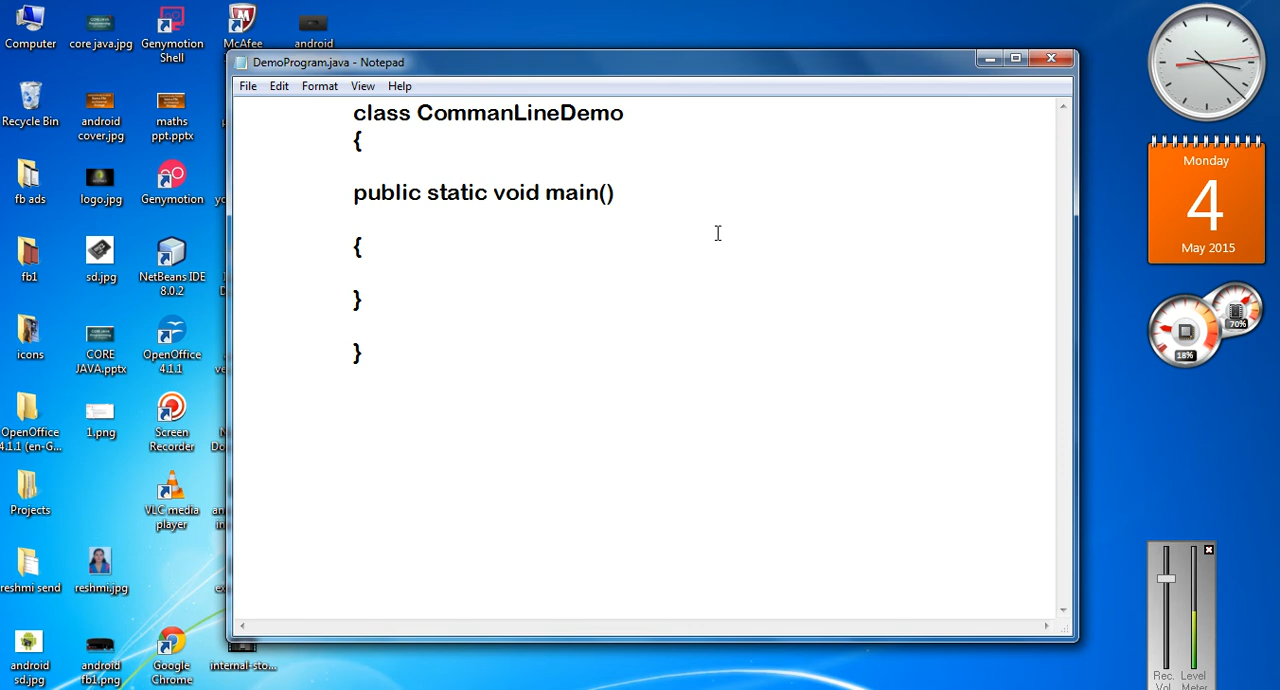 Computer
core java.jpg
Genymotion
Shell
McAfee
android
Recycle Bin
android
cover.jpg
maths
ppt.pptx
fb ads
logo.jpg
Genymotion
fb1
sd.jpg
NetBeans IDE
8.0.2
icons
CORE
JAVA.pptx
OpenOffice
4.1.1
OpenOffice
4.1.1 (en-G...
1.png
Screen
Recorder
Projects
VLC media
player
reshmi send
reshmi.jpg
android
sd.jpg
android
fb1.png
Google
Chrome
internal-sto...
DemoProgram.java - Notepad
File Edit Format View Help
class CommanLineDemo
{
public static void main()
{
}
}
Monday
4
May 2015
70%
18%
Rec. Level
Vol Meter